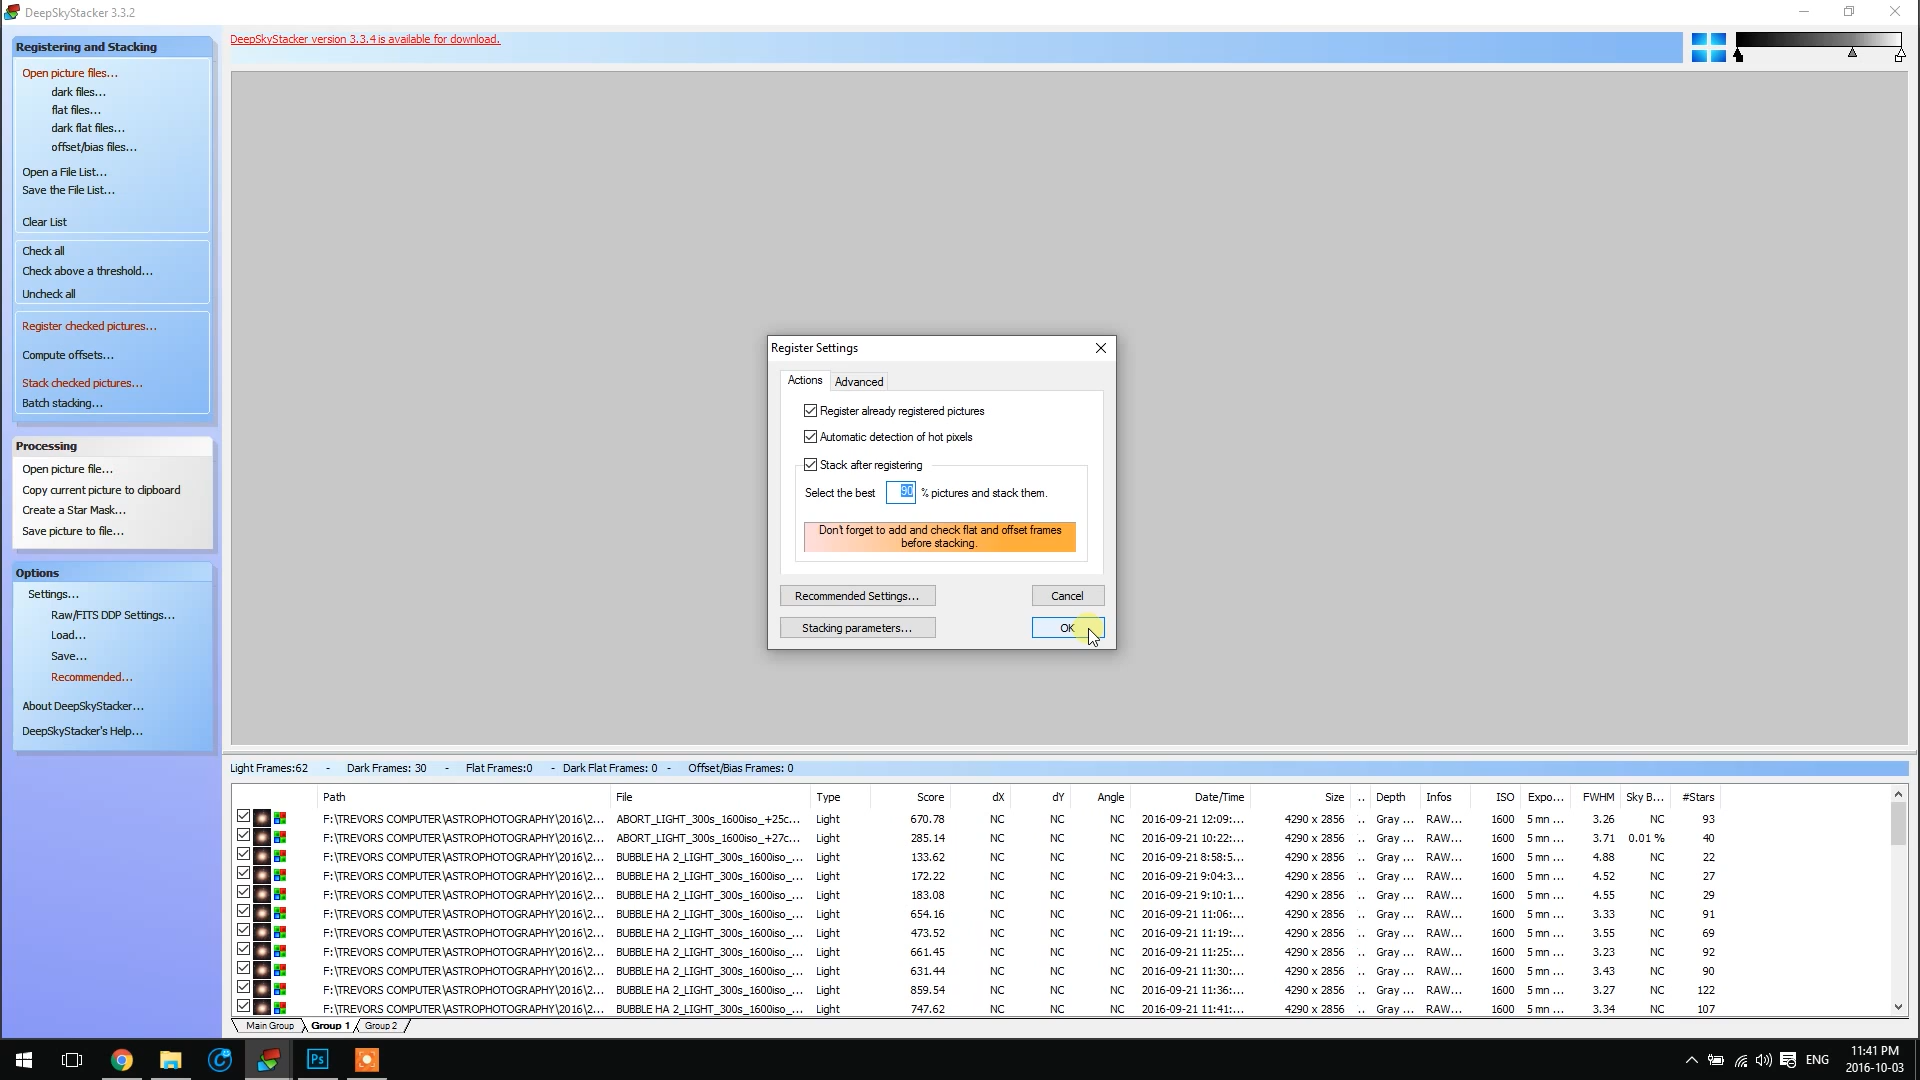 DeepSkyStacker 3.3.2
Registering and Stacking
Open picture files...
dark files...
flat files...
dark flat files...
offset/bias files...
Open a File List...
Save the File List...
Clear List
Check all
Check above a threshold...
Uncheck all
Register checked pictures...
Compute offsets...
Stack checked pictures...
Batch stacking...
Processing
Open picture file...
Copy current picture to clipboard
Create a Star Mask...
Save picture to file...
Options
Settings...
Raw/FITS DDP Settings...
Load...
Save...
Recommended...
About DeepSkyStacker...
DeepSkyStacker's Help...
DeepSkyStacker version 3.3.4 is available for download.
Register Settings
Actions Advanced
Register already registered pictures
Automatic detection of hot pixels
Stack after registering
Select the best 90 % pictures and stack them.
Don't forget to add and check flat and offset frames
before stacking.
Recommended Settings... Cancel
Stacking parameters... OK
Light Frames:62 - Dark Frames: 30 - Flat Frames:0 - Dark Flat Frames: 0 - Offset/Bias Frames: 0
Path File Type Score dX dY Angle Date/Time Size .. Depth Infos ISO Expo... FWHM Sky B... #Stars
F:\TREVORS COMPUTER\ASTROPHOTOGRAPHY\2016\2... ABORT_LIGHT_300s_1600iso_+25c... Light 670.78 NC NC NC 2016-09-21 12:09:... 4290 x 2856 .. Gray ... RAW... 1600 5 mn ... 3.26 NC 93
F:\TREVORS COMPUTER\ASTROPHOTOGRAPHY\2016\2... ABORT_LIGHT_300s_1600iso_+27c... Light 285.14 NC NC NC 2016-09-21 10:22:... 4290 x 2856 .. Gray ... RAW... 1600 5 mn ... 3.71 0.01 % 40
F:\TREVORS COMPUTER\ASTROPHOTOGRAPHY\2016\2... BUBBLE HA 2_LIGHT_300s_1600iso_... Light 133.62 NC NC NC 2016-09-21 8:58:5... 4290 x 2856 .. Gray ... RAW... 1600 5 mn ... 4.88 NC 22
F:\TREVORS COMPUTER\ASTROPHOTOGRAPHY\2016\2... BUBBLE HA 2_LIGHT_300s_1600iso_... Light 172.22 NC NC NC 2016-09-21 9:04:3... 4290 x 2856 .. Gray ... RAW... 1600 5 mn ... 4.52 NC 27
F:\TREVORS COMPUTER\ASTROPHOTOGRAPHY\2016\2... BUBBLE HA 2_LIGHT_300s_1600iso_... Light 183.08 NC NC NC 2016-09-21 9:10:1... 4290 x 2856 .. Gray ... RAW... 1600 5 mn ... 4.55 NC 29
F:\TREVORS COMPUTER\ASTROPHOTOGRAPHY\2016\2... BUBBLE HA 2_LIGHT_300s_1600iso_... Light 654.16 NC NC NC 2016-09-21 11:06:... 4290 x 2856 .. Gray ... RAW... 1600 5 mn ... 3.33 NC 91
F:\TREVORS COMPUTER\ASTROPHOTOGRAPHY\2016\2... BUBBLE HA 2_LIGHT_300s_1600iso_... Light 473.52 NC NC NC 2016-09-21 11:19:... 4290 x 2856 .. Gray ... RAW... 1600 5 mn ... 3.55 NC 69
F:\TREVORS COMPUTER\ASTROPHOTOGRAPHY\2016\2... BUBBLE HA 2_LIGHT_300s_1600iso_... Light 661.45 NC NC NC 2016-09-21 11:25:... 4290 x 2856 .. Gray ... RAW... 1600 5 mn ... 3.23 NC 92
F:\TREVORS COMPUTER\ASTROPHOTOGRAPHY\2016\2... BUBBLE HA 2_LIGHT_300s_1600iso_... Light 631.44 NC NC NC 2016-09-21 11:30:... 4290 x 2856 .. Gray ... RAW... 1600 5 mn ... 3.43 NC 90
F:\TREVORS COMPUTER\ASTROPHOTOGRAPHY\2016\2... BUBBLE HA 2_LIGHT_300s_1600iso_... Light 859.54 NC NC NC 2016-09-21 11:36:... 4290 x 2856 .. Gray ... RAW... 1600 5 mn ... 3.27 NC 122
F:\TREVORS COMPUTER\ASTROPHOTOGRAPHY\2016\2... BUBBLE HA 2_LIGHT_300s_1600iso_... Light 747.62 NC NC NC 2016-09-21 11:41:... 4290 x 2856 .. Gray ... RAW... 1600 5 mn ... 3.34 NC 107
Main Group Group 1 Group 2
Ps
ENG
11:41 PM
2016-10-03